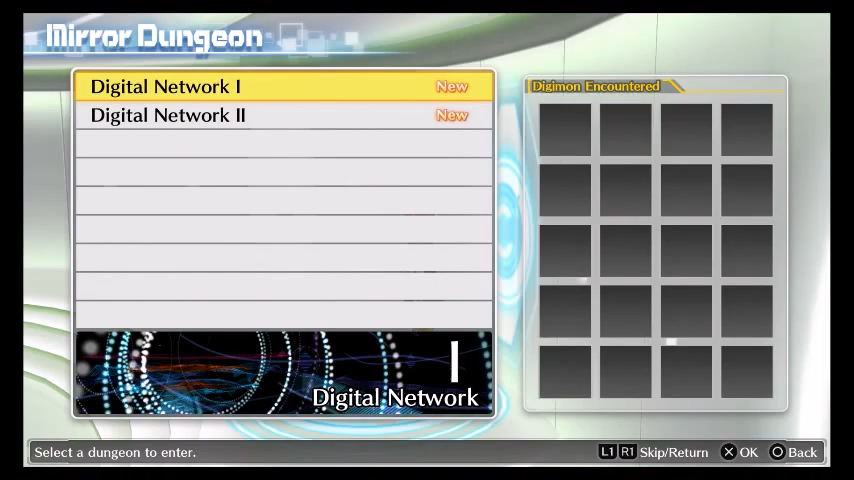 Mirror Dungeon
Digital Network I New
Digital Network II New
Digimon Encountered
I
Digital Network
Select a dungeon to enter.
L1 R1 Skip/Return X OK O Back